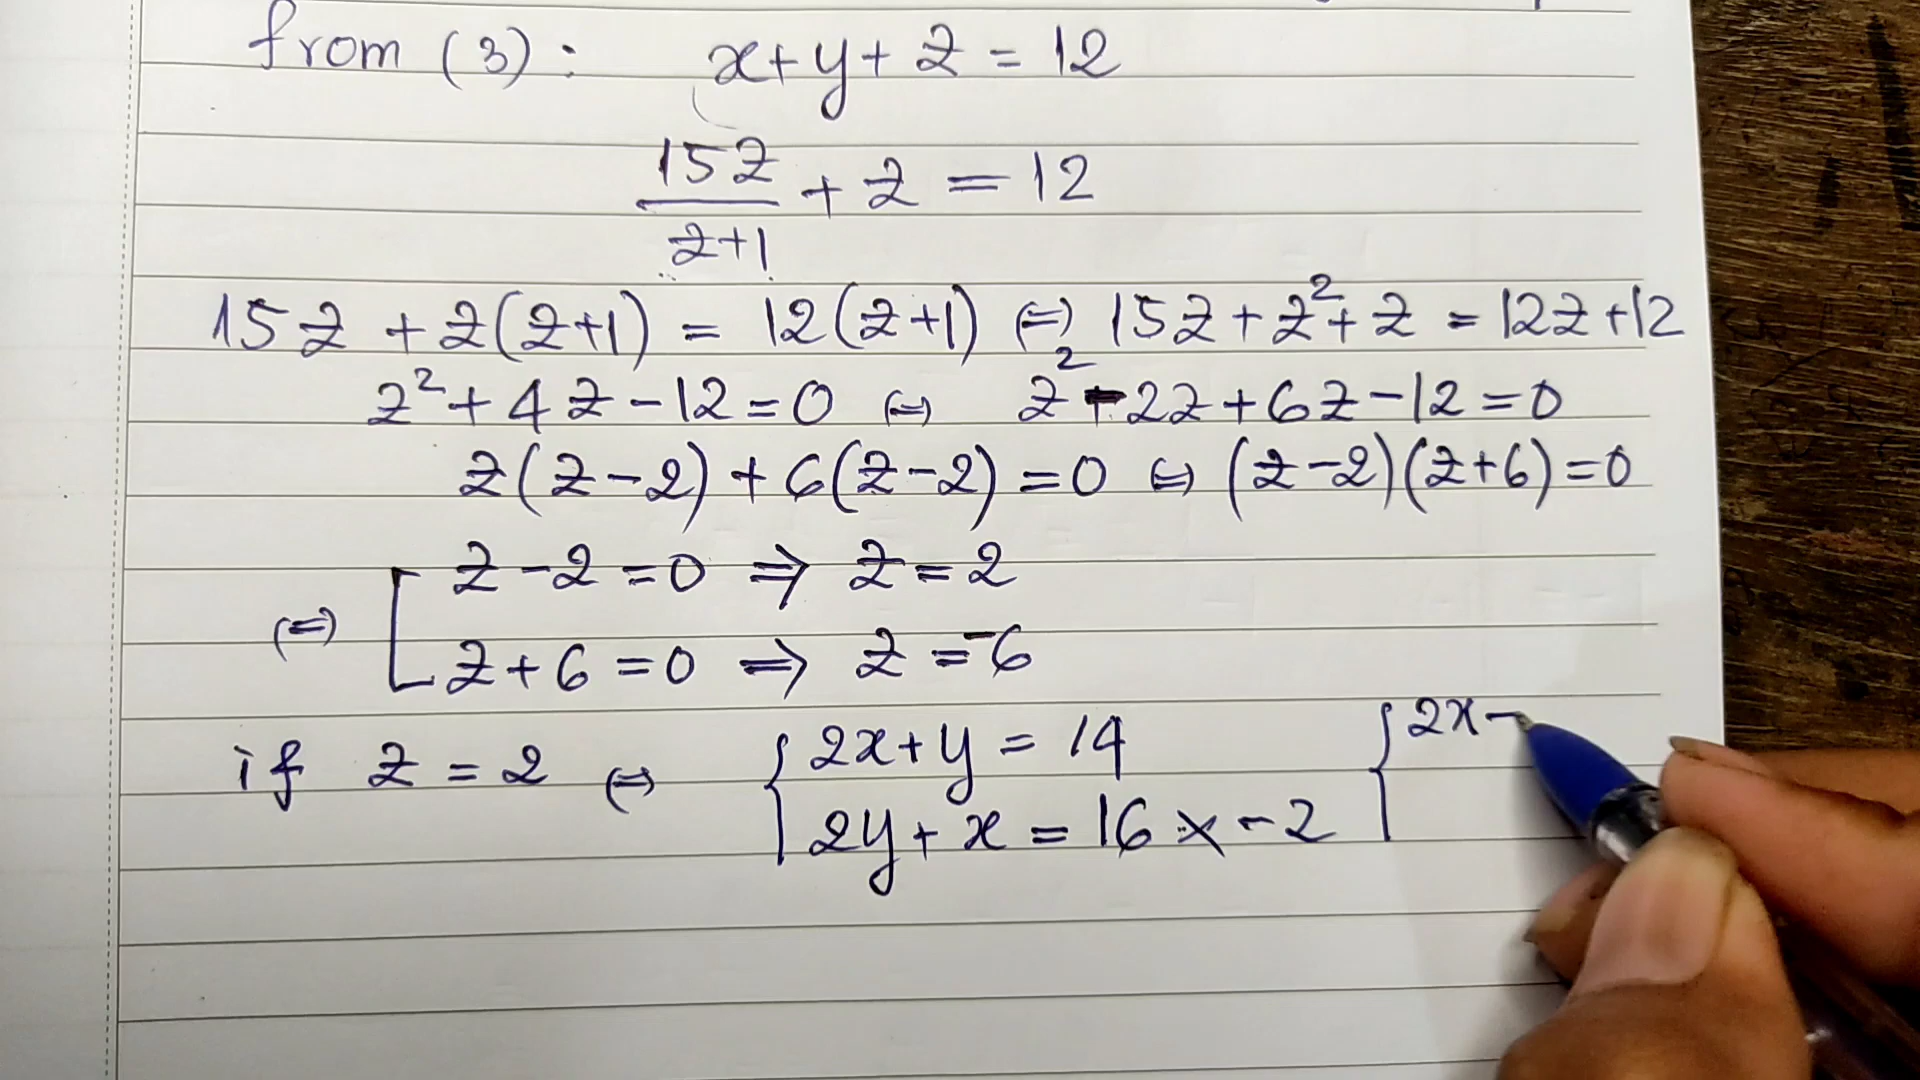 from (3): x+y+z=12
15z/z+1 + z = 12
15z + z(z+1) = 12(z+1) ⇔ 15z + z²+ z = 12z+12
z²+ 4z - 12 = 0 ⇔ z² - 2z + 6z - 12 = 0
z(z-2) + 6(z-2) = 0 ⇔ (z-2)(z+6) = 0
z - 2 = 0 ⇒ z = 2
⇔ [
z + 6 = 0 ⇒ z = -6
if z = 2 ⇔ { 2x+y = 14 { 2x -
2y + x = 16 x - 2